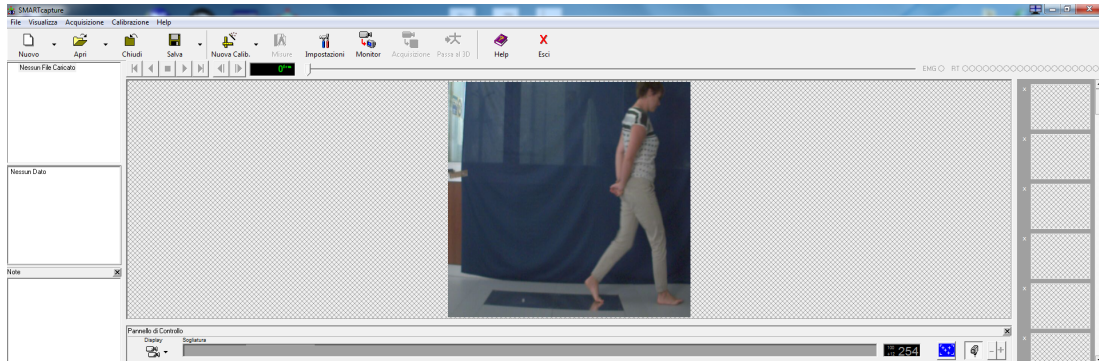 SMARTcapture
File Visualizza Acquisizione Calibrazione Help
Nuovo Apri Chiudi Salva Nuova Calib. Misure Impostazioni Monitor Acquisizione Passa al 3D Help Esci
Nessun File Caricato
EMG RT
Nessun Dato
Note
Pannello di Controllo
Display Sogliatura
254